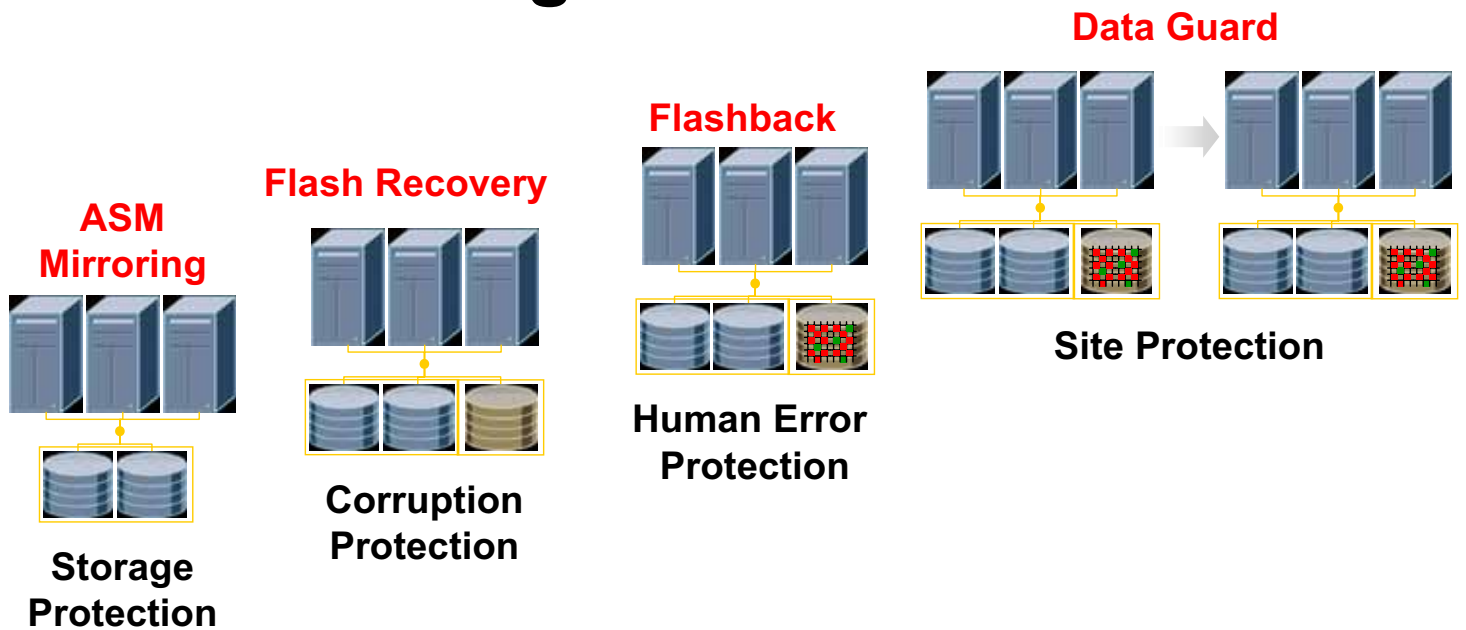 Data Guard
Flashback
Flash Recovery
ASM
Mirroring
Site Protection
Human Error
Protection
Corruption
Protection
Storage
Protection